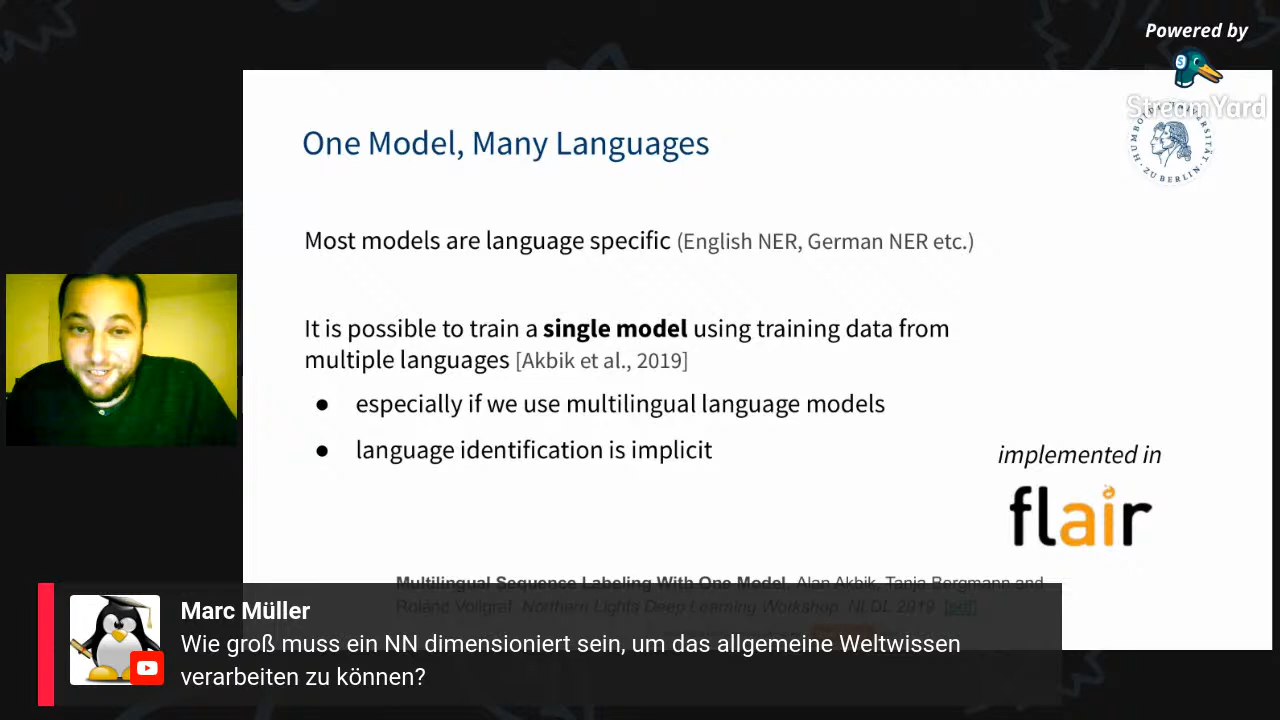 Powered by
StreamYard
HUMBOLDT-UNIVERSITÄT · ZU BERLIN ·
One Model, Many Languages
Most models are language specific (English NER, German NER etc.)
It is possible to train a single model using training data from
multiple languages [Akbik et al., 2019]
● especially if we use multilingual language models
● language identification is implicit
implemented in
flair
Multilingual Sequence Labeling With One Model. Alan Akbik, Tanja Bergmann and
Roland Vollgraf. Northern Lights Deep Learning Workshop. NLDL 2019. [pdf]
Marc Müller
Wie groß muss ein NN dimensioniert sein, um das allgemeine Weltwissen
verarbeiten zu können?